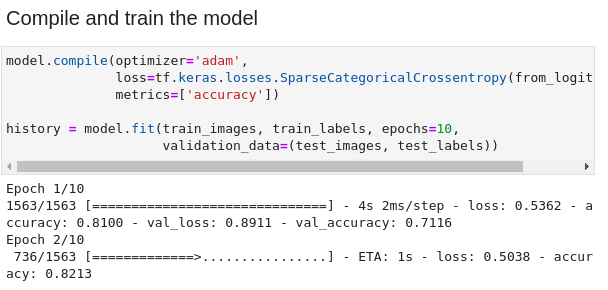 Compile and train the model
model.compile(optimizer='adam',
loss=tf.keras.losses.SparseCategoricalCrossentropy(from_logit
metrics=['accuracy'])
history = model.fit(train_images, train_labels, epochs=10,
validation_data=(test_images, test_labels))
Epoch 1/10
1563/1563 [==============================] - 4s 2ms/step - loss: 0.5362 - a
ccuracy: 0.8100 - val_loss: 0.8911 - val_accuracy: 0.7116
Epoch 2/10
736/1563 [=============>................] - ETA: 1s - loss: 0.5038 - accur
acy: 0.8213